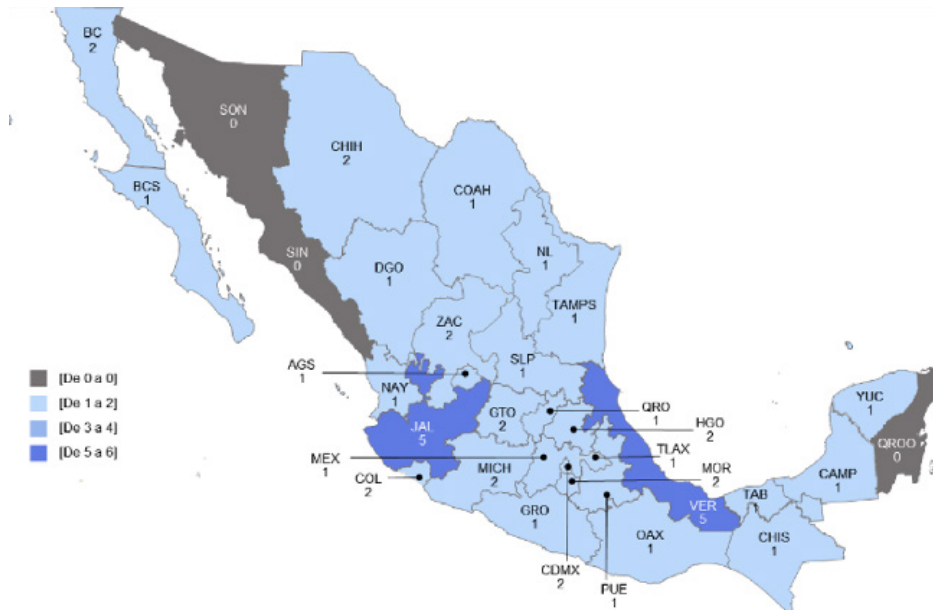 BC
2
SON
0
CHIH
2
COAH
1
BCS
1
SIN
0
NL
1
DGO
1
TAMPS
1
ZAC
2
SLP
1
AGS
1
NAY
1
[De 0 a 0]
[De 1 a 2]
[De 3 a 4]
[De 5 a 6]
JAL
5
GTO
2
QRO
1
HGO
2
YUC
1
QROO
0
MEX
1
COL
2
MICH
2
TLAX
1
MOR
2
CAMP
1
TAB
1
VER
5
GRO
1
OAX
1
CHIS
1
CDMX
2
PUE
1